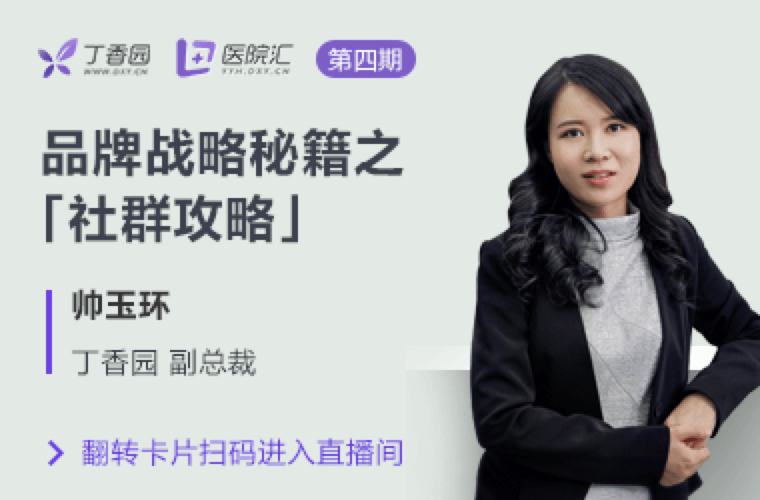 丁香园
WWW.DXY.CN
医院汇
YYH.DXY.CN
第四期
品牌战略秘籍之
「社群攻略」
帅玉环
丁香园 副总裁
翻转卡片扫码进入直播间